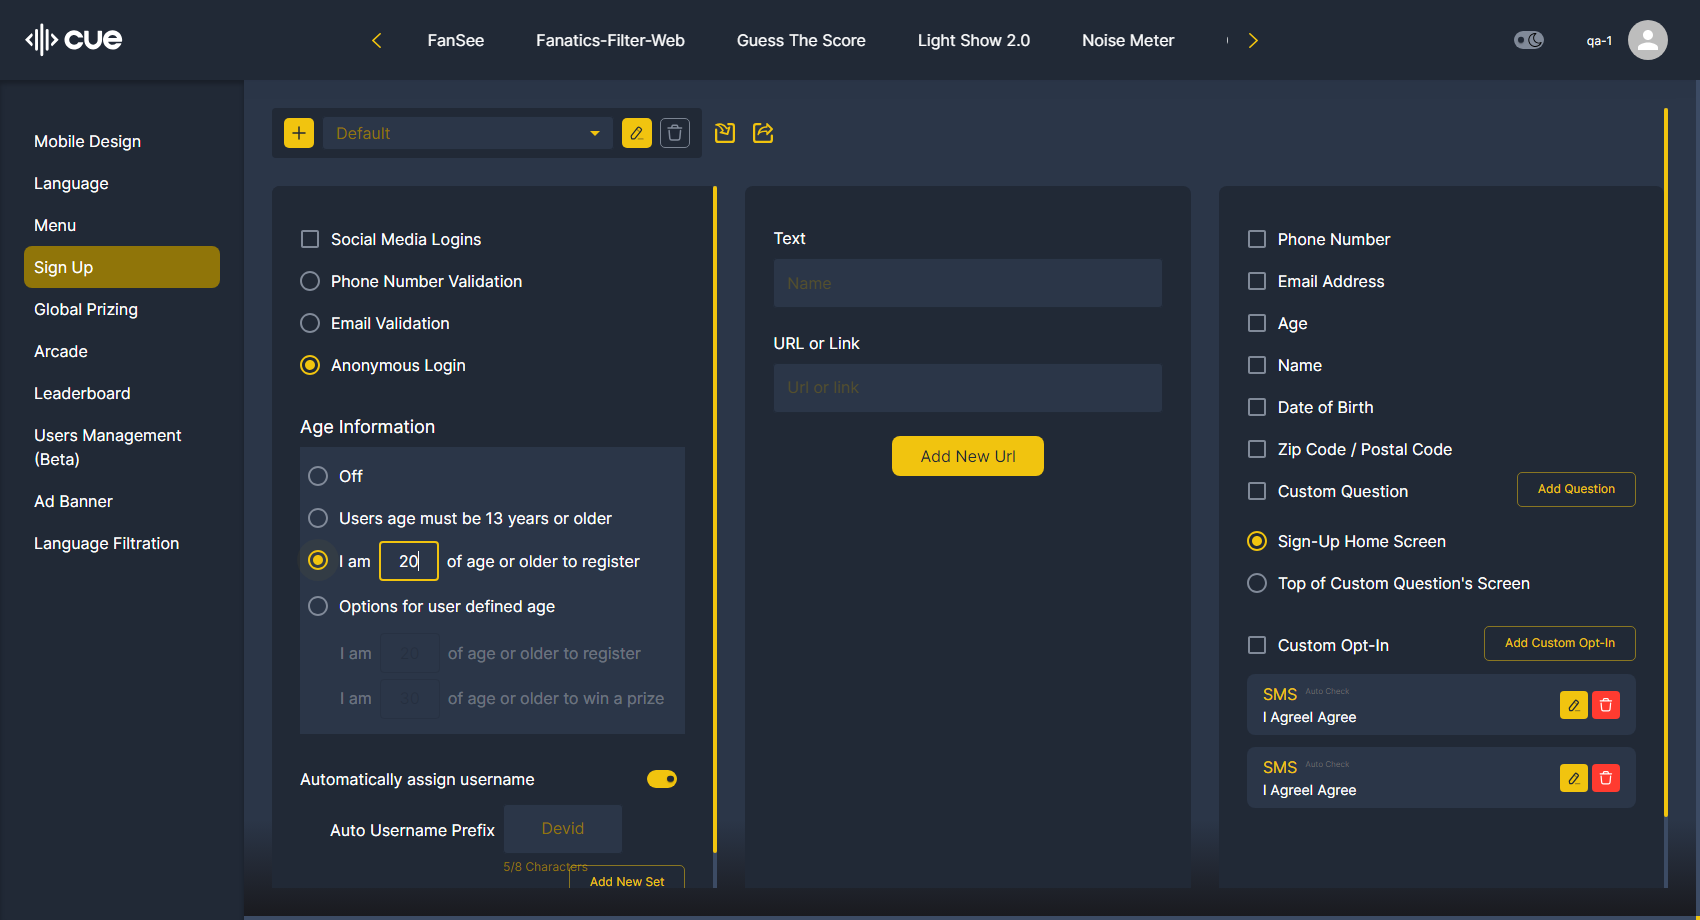 cue
FanSee
Fanatics-Filter-Web
Guess The Score
Light Show 2.0
Noise Meter
qa-1
Mobile Design
Language
Menu
Sign Up
Global Prizing
Arcade
Leaderboard
Users Management
(Beta)
Ad Banner
Language Filtration
Default
Social Media Logins
Phone Number Validation
Email Validation
Anonymous Login
Age Information
Off
Users age must be 13 years or older
I am 20 of age or older to register
Options for user defined age
I am 20 of age or older to register
I am 30 of age or older to win a prize
Automatically assign username
Auto Username Prefix Devid
5/8 Characters
Add New Set
Text
Name
URL or Link
Url or link
Add New Url
Phone Number
Email Address
Age
Name
Date of Birth
Zip Code / Postal Code
Custom Question
Add Question
Sign-Up Home Screen
Top of Custom Question's Screen
Custom Opt-In
Add Custom Opt-In
SMS Auto Check
I AgreeI Agree
SMS Auto Check
I AgreeI Agree